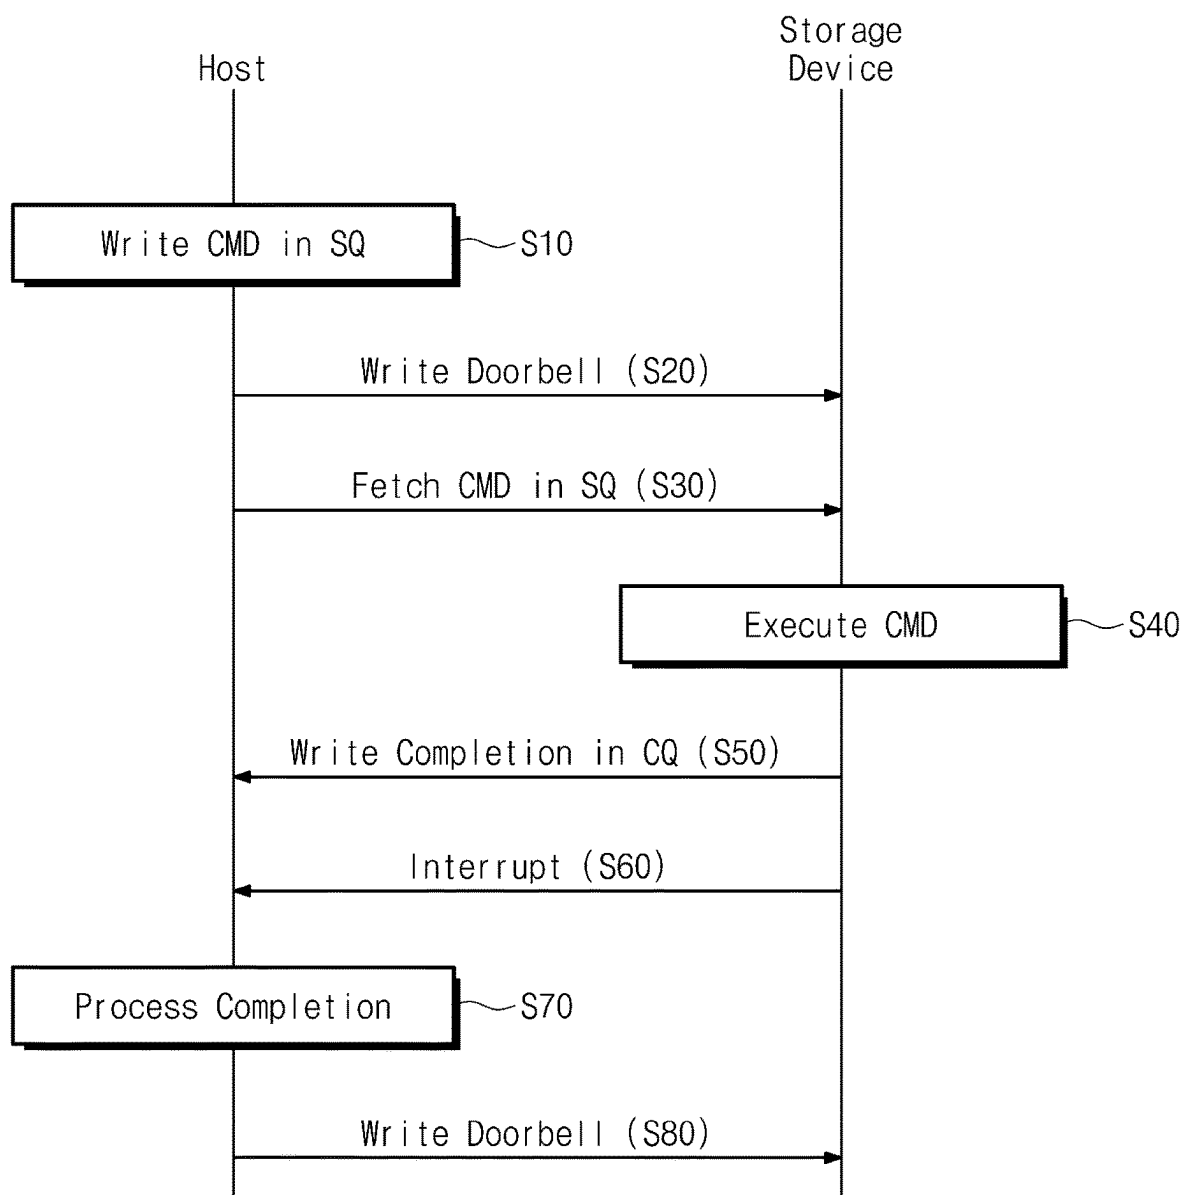 Storage
Device
Host
Write CMD in SQ
S10
Write Doorbell (S20)
Fetch CMD in SQ (S30)
Execute CMD
S40
Write Completion in CQ (S50)
Interrupt (S60)
Process Completion
S70
Write Doorbell (S80)